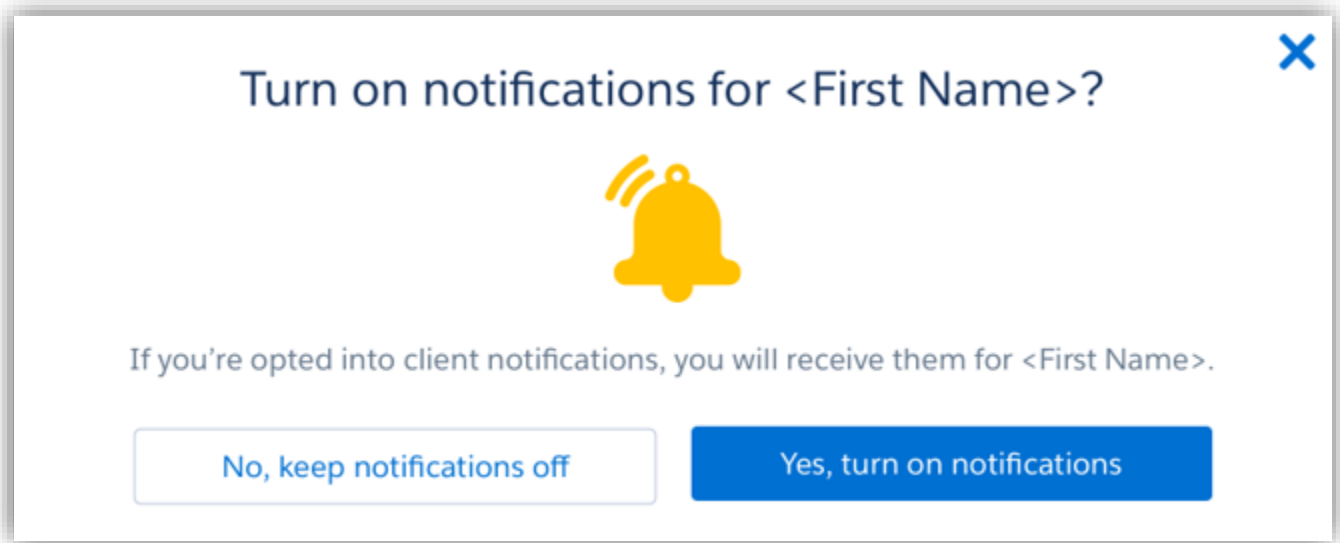 Turn on notifications for <First Name>?
If you're opted into client notifications, you will receive them for <First Name>.
No, keep notifications off
Yes, turn on notifications